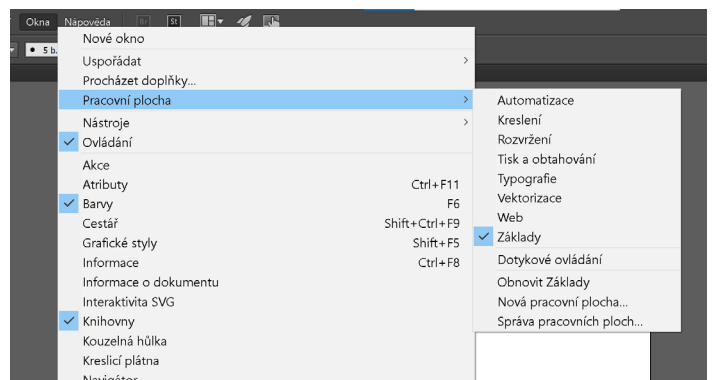 Okna Nápověda Br St
5 b.
Nové okno
Uspořádat
Procházet doplňky...
Pracovní plocha
Nástroje
Ovládání
Akce
Atributy Ctrl+F11
Barvy F6
Cestář Shift+Ctrl+F9
Grafické styly Shift+F5
Informace Ctrl+F8
Informace o dokumentu
Interaktivita SVG
Knihovny
Kouzelná hůlka
Kreslicí plátna
Navigátor
Automatizace
Kreslení
Rozvržení
Tisk a obtahování
Typografie
Vektorizace
Web
Základy
Dotykové ovládání
Obnovit Základy
Nová pracovní plocha...
Správa pracovních ploch...